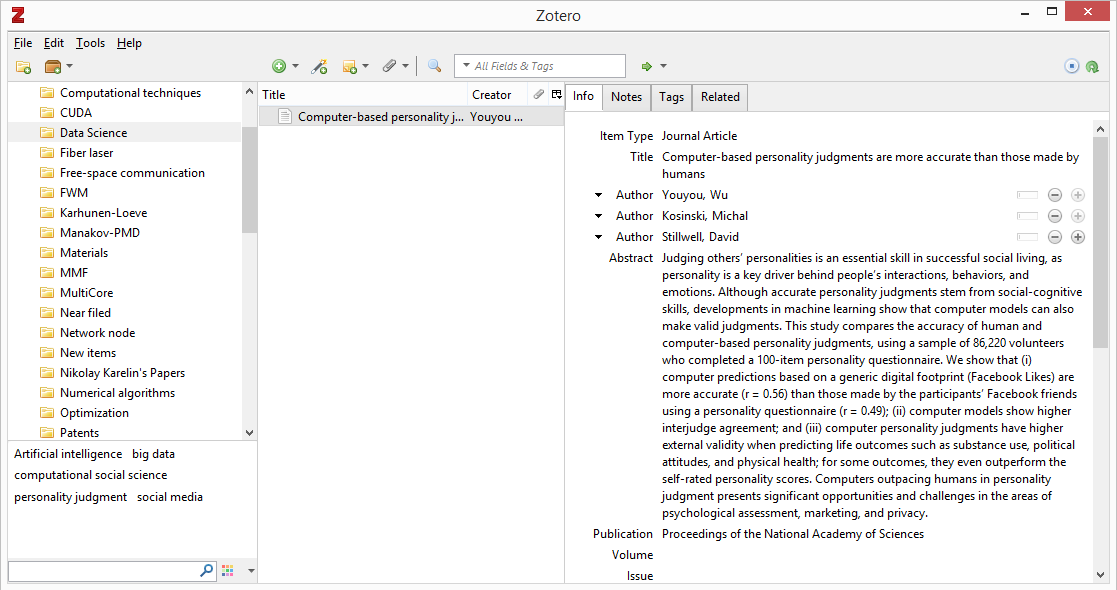 Zotero
File Edit Tools Help
All Fields & Tags
Computational techniques
CUDA
Data Science
Fiber laser
Free-space communication
FWM
Karhunen-Loeve
Manakov-PMD
Materials
MMF
MultiCore
Near filed
Network node
New items
Nikolay Karelin's Papers
Numerical algorithms
Optimization
Patents
Artificial intelligence big data
computational social science
personality judgment social media
Title Creator
Computer-based personality j... Youyou ...
Info Notes Tags Related
Item Type Journal Article
Title Computer-based personality judgments are more accurate than those made by
humans
Author Youyou, Wu
Author Kosinski, Michal
Author Stillwell, David
Abstract Judging others' personalities is an essential skill in successful social living, as
personality is a key driver behind people's interactions, behaviors, and
emotions. Although accurate personality judgments stem from social-cognitive
skills, developments in machine learning show that computer models can also
make valid judgments. This study compares the accuracy of human and
computer-based personality judgments, using a sample of 86,220 volunteers
who completed a 100-item personality questionnaire. We show that (i)
computer predictions based on a generic digital footprint (Facebook Likes) are
more accurate (r = 0.56) than those made by the participants' Facebook friends
using a personality questionnaire (r = 0.49); (ii) computer models show higher
interjudge agreement; and (iii) computer personality judgments have higher
external validity when predicting life outcomes such as substance use, political
attitudes, and physical health; for some outcomes, they even outperform the
self-rated personality scores. Computers outpacing humans in personality
judgment presents significant opportunities and challenges in the areas of
psychological assessment, marketing, and privacy.
Publication Proceedings of the National Academy of Sciences
Volume
Issue